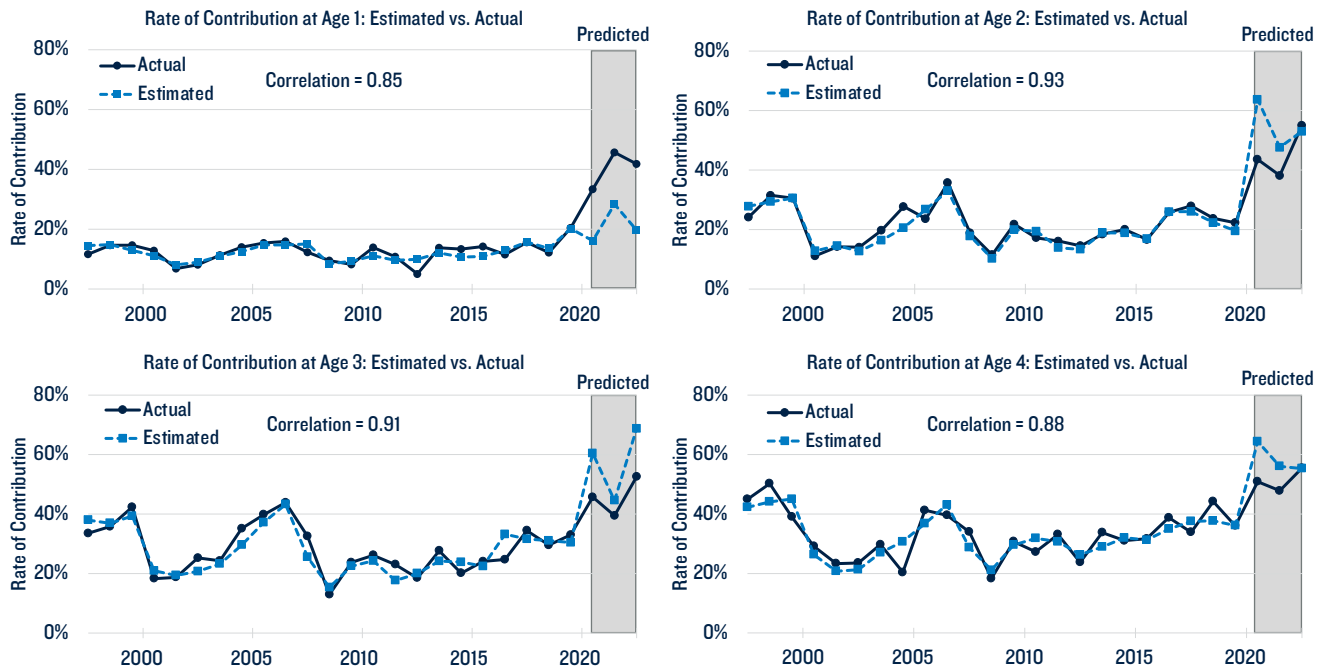 Rate of Contribution at Age 1: Estimated vs. Actual
Predicted
80%
60%
40%
20%
0%
Rate of Contribution
Actual
Estimated
Correlation = 0.85
2000
2005
2010
2015
2020
Rate of Contribution at Age 2: Estimated vs. Actual
Predicted
80%
60%
40%
20%
0%
Rate of Contribution
Actual
Estimated
Correlation = 0.93
2000
2005
2010
2015
2020
Rate of Contribution at Age 3: Estimated vs. Actual
Predicted
80%
60%
40%
20%
0%
Rate of Contribution
Actual
Estimated
Correlation = 0.91
2000
2005
2010
2015
2020
Rate of Contribution at Age 4: Estimated vs. Actual
Predicted
80%
60%
40%
20%
0%
Rate of Contribution
Actual
Estimated
Correlation = 0.88
2000
2005
2010
2015
2020